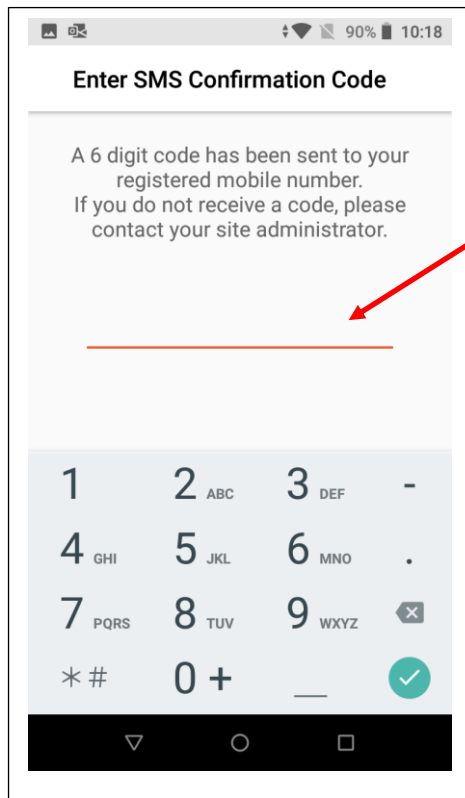 90% 10:18
Enter SMS Confirmation Code
A 6 digit code has been sent to your
registered mobile number.
If you do not receive a code, please
contact your site administrator.
1 2 ABC 3 DEF -
4 GHI 5 JKL 6 MNO .
7 PQRS 8 TUV 9 WXYZ
*# 0 + _